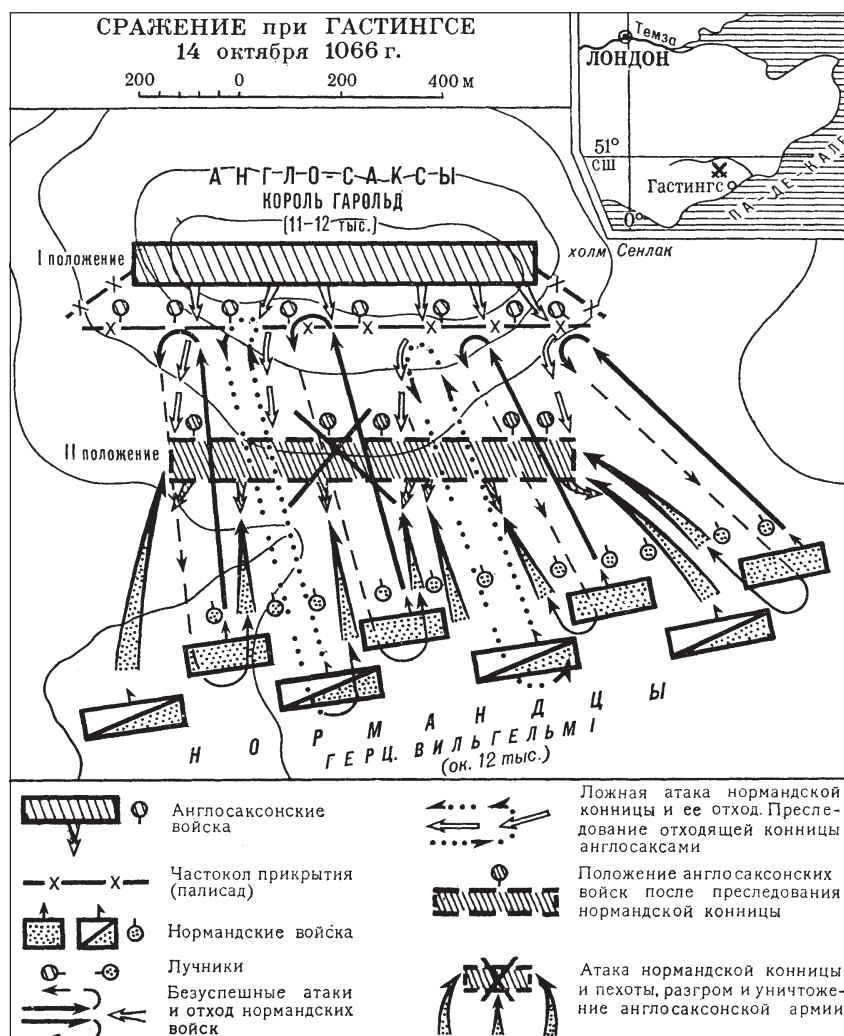 СРАЖЕНИЕ при ГАСТИНГСЕ
14 октября 1066 г.
200 0 200 400 м
Темза
ЛОНДОН
51°
СШ
Гастингс
0°
ПА-ДЕ-КАЛЕ
АНГЛО-САКСЫ
КОРОЛЬ ГАРОЛЬД
(11-12 тыс.)
I положение
холм Сенлак
II положение
НОРМАНДЦЫ
ГЕРЦ. ВИЛЬГЕЛЬМ I
(ок. 12 тыс.)
Англосаксонские
войска
Частокол прикрытия
(палисад)
Нормандские войска
Лучники
Безуспешные атаки
и отход нормандских
войск
Ложная атака нормандской
конницы и ее отход. Пресле-
дование отходящей конницы
англосаксами
Положение англосаксонских
войск после преследования
нормандской конницы
Атака нормандской конницы
и пехоты, разгром и уничтоже-
ние англосаксонской армии